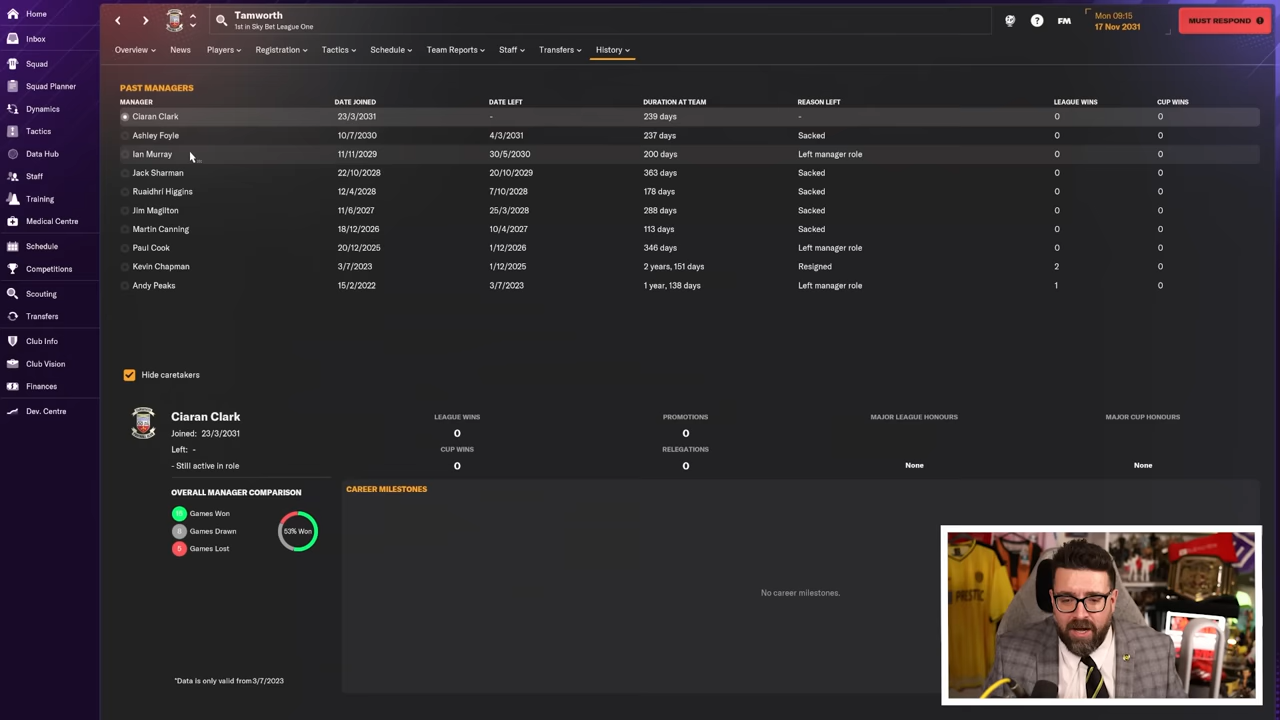 Home
Tamworth
1st in Sky Bet League One
FM
Mon 09:15
17 Nov 2031
MUST RESPOND
Inbox
Squad
Squad Planner
Dynamics
Tactics
Data Hub
Staff
Training
Medical Centre
Schedule
Competitions
Scouting
Transfers
Club Info
Club Vision
Finances
Dev. Centre
Overview News Players Registration Tactics Schedule Team Reports Staff Transfers History
PAST MANAGERS
MANAGER DATE JOINED DATE LEFT DURATION AT TEAM REASON LEFT LEAGUE WINS CUP WINS
Ciaran Clark 23/3/2031 - 239 days - 0 0
Ashley Foyle 10/7/2030 4/3/2031 237 days Sacked 0 0
Ian Murray 11/11/2029 30/5/2030 200 days Left manager role 0 0
Jack Sharman 22/10/2028 20/10/2029 363 days Sacked 0 0
Ruaidhri Higgins 12/4/2028 7/10/2028 178 days Sacked 0 0
Jim Magilton 11/6/2027 25/3/2028 288 days Sacked 0 0
Martin Canning 18/12/2026 10/4/2027 113 days Sacked 0 0
Paul Cook 20/12/2025 1/12/2026 346 days Left manager role 0 0
Kevin Chapman 3/7/2023 1/12/2025 2 years, 151 days Resigned 2 0
Andy Peaks 15/2/2022 3/7/2023 1 year, 138 days Left manager role 1 0
Hide caretakers
Ciaran Clark
Joined: 23/3/2031
Left: -
- Still active in role
LEAGUE WINS PROMOTIONS MAJOR LEAGUE HONOURS MAJOR CUP HONOURS
0 0
CUP WINS RELEGATIONS
0 0 None None
OVERALL MANAGER COMPARISON
Games Won
Games Drawn
5 Games Lost
53% Won
CAREER MILESTONES
No career milestones.
*Data is only valid from 3/7/2023
PRESTIC